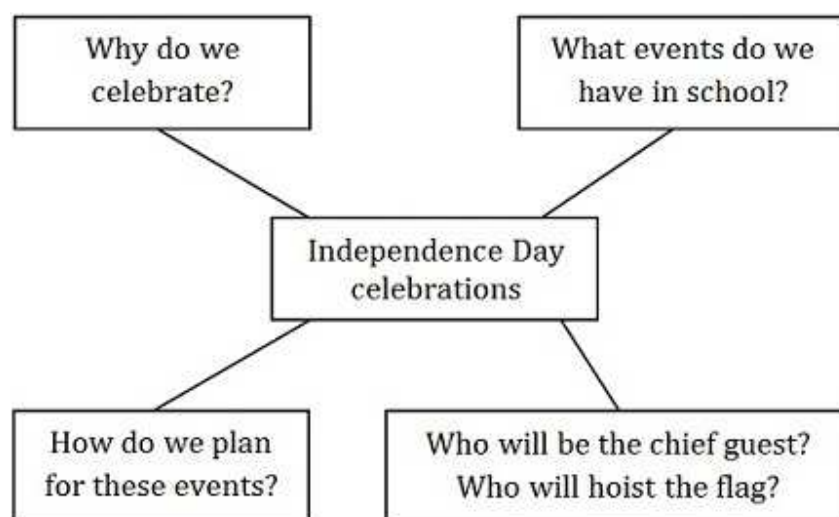 Why do we
celebrate?
What events do we
have in school?
Independence Day
celebrations
How do we plan
for these events?
Who will be the chief guest?
Who will hoist the flag?